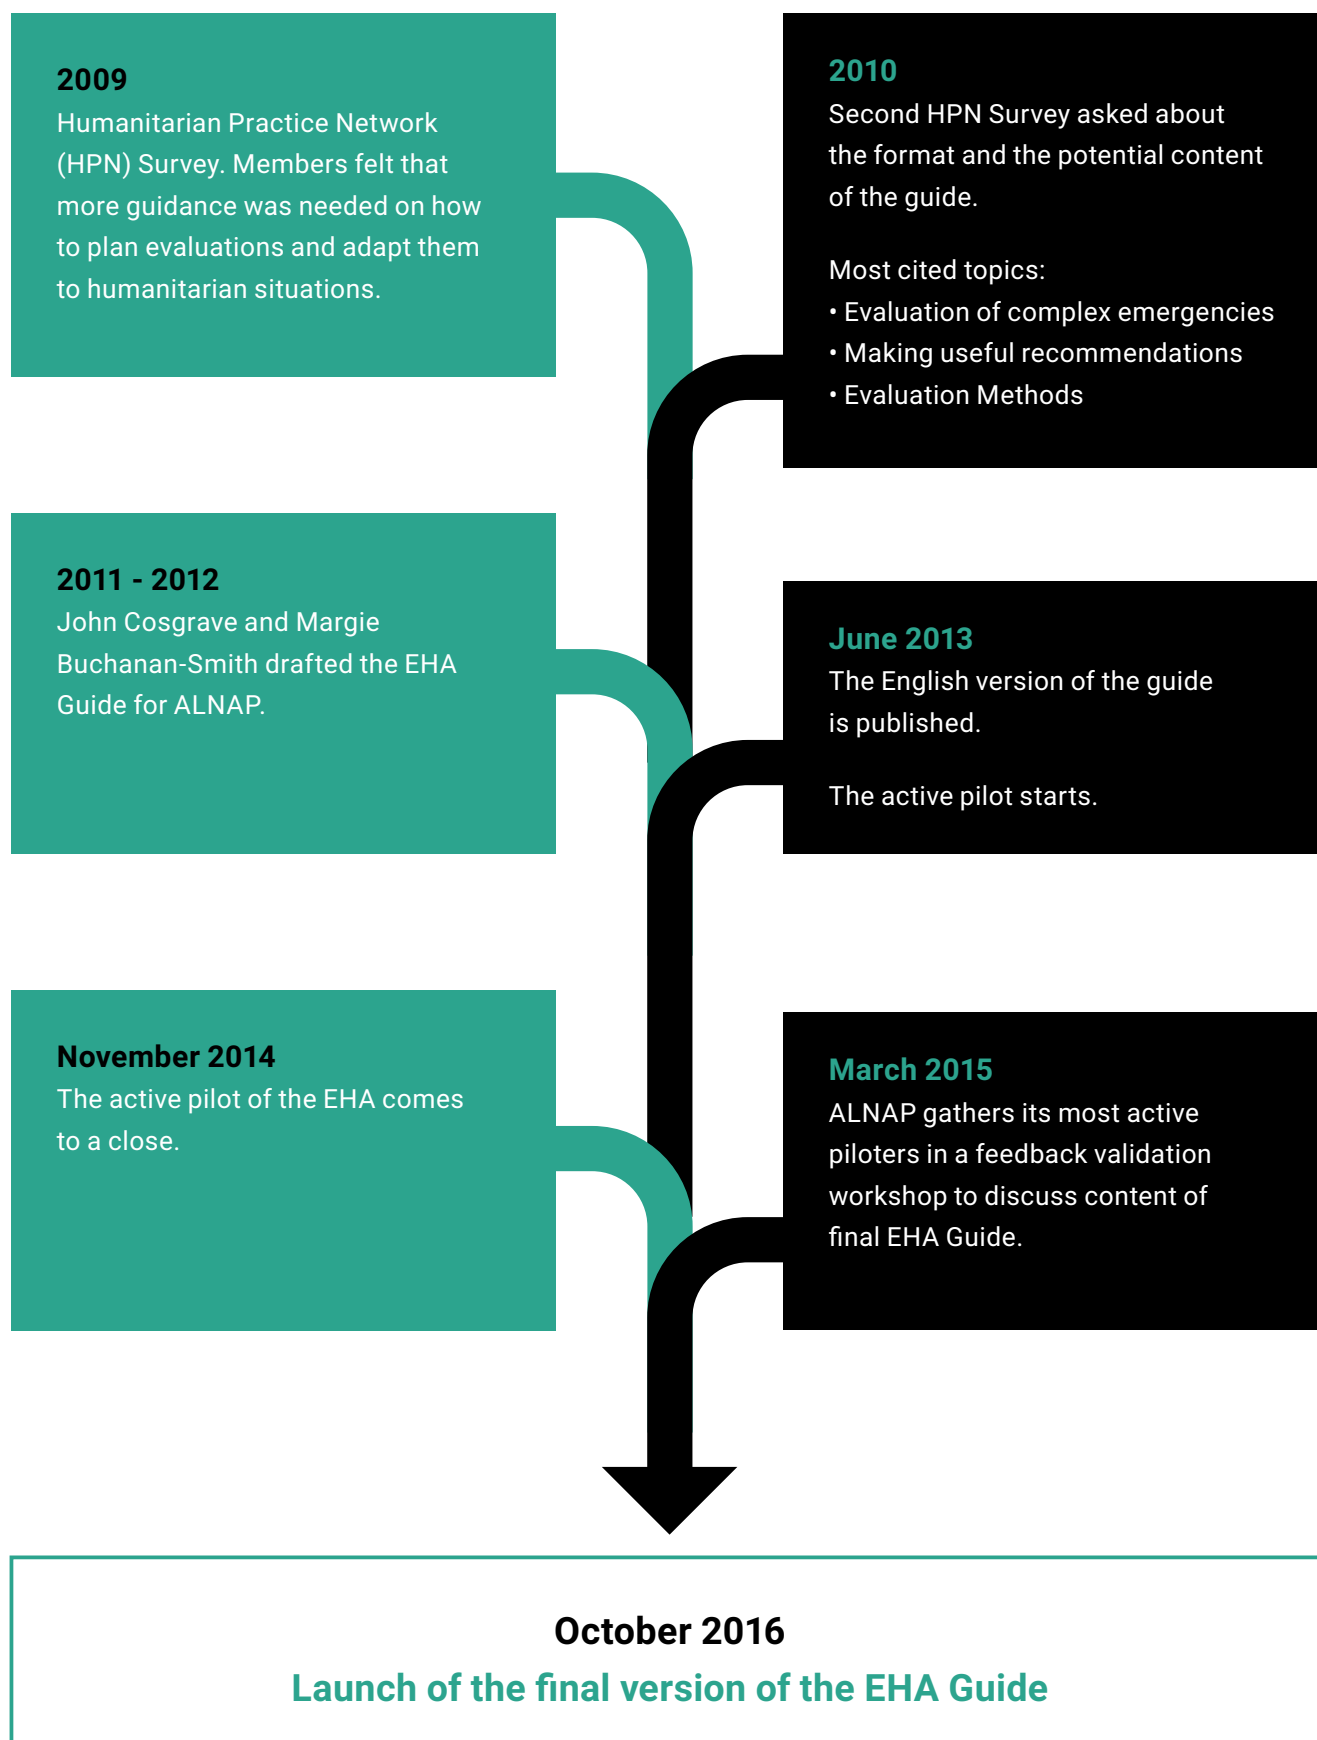 2009
Humanitarian Practice Network
(HPN) Survey. Members felt that
more guidance was needed on how
to plan evaluations and adapt them
to humanitarian situations.
2010
Second HPN Survey asked about
the format and the potential content
of the guide.
Most cited topics:
• Evaluation of complex emergencies
• Making useful recommendations
• Evaluation Methods
2011 - 2012
John Cosgrave and Margie
Buchanan-Smith drafted the EHA
Guide for ALNAP.
June 2013
The English version of the guide
is published.
The active pilot starts.
November 2014
The active pilot of the EHA comes
to a close.
March 2015
ALNAP gathers its most active
piloters in a feedback validation
workshop to discuss content of
final EHA Guide.
October 2016
Launch of the final version of the EHA Guide